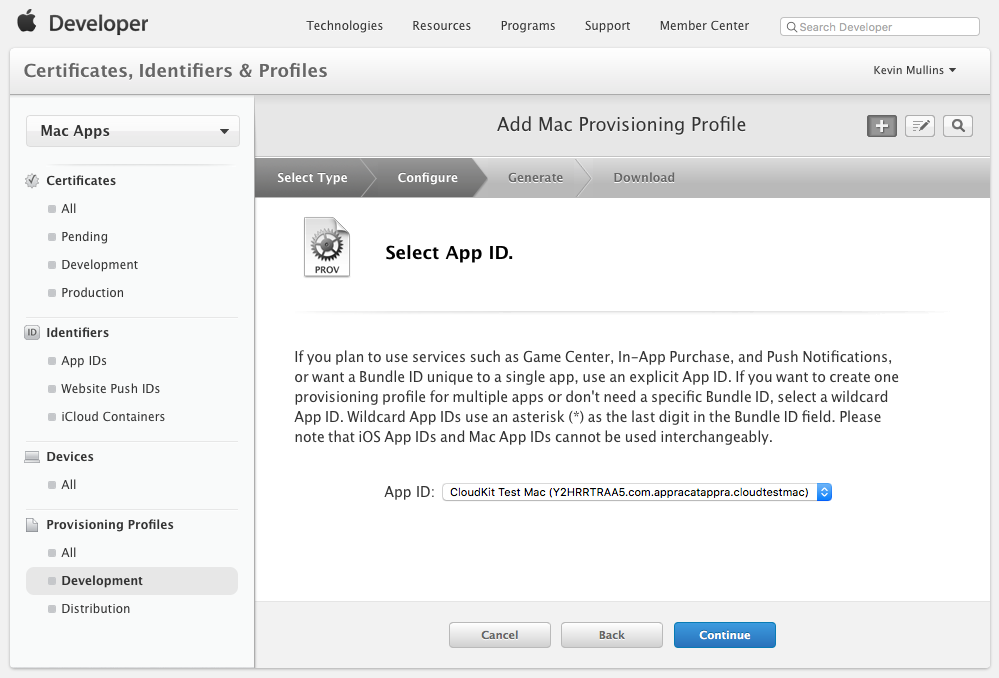 Developer
Technologies
Resources
Programs
Support
Member Center
Search Developer
Certificates, Identifiers & Profiles
Kevin Mullins
Mac Apps
Certificates
All
Pending
Development
Production
ID Identifiers
App IDs
Website Push IDs
iCloud Containers
Devices
All
Provisioning Profiles
All
Development
Distribution
Add Mac Provisioning Profile
Select Type
Configure
Generate
Download
PROV
Select App ID.
If you plan to use services such as Game Center, In-App Purchase, and Push Notifications,
or want a Bundle ID unique to a single app, use an explicit App ID. If you want to create one
provisioning profile for multiple apps or don't need a specific Bundle ID, select a wildcard
App ID. Wildcard App IDs use an asterisk (*) as the last digit in the Bundle ID field. Please
note that iOS App IDs and Mac App IDs cannot be used interchangeably.
App ID: CloudKit Test Mac (Y2HRRTRAA5.com.appracatappra.cloudtestmac)
Cancel
Back
Continue